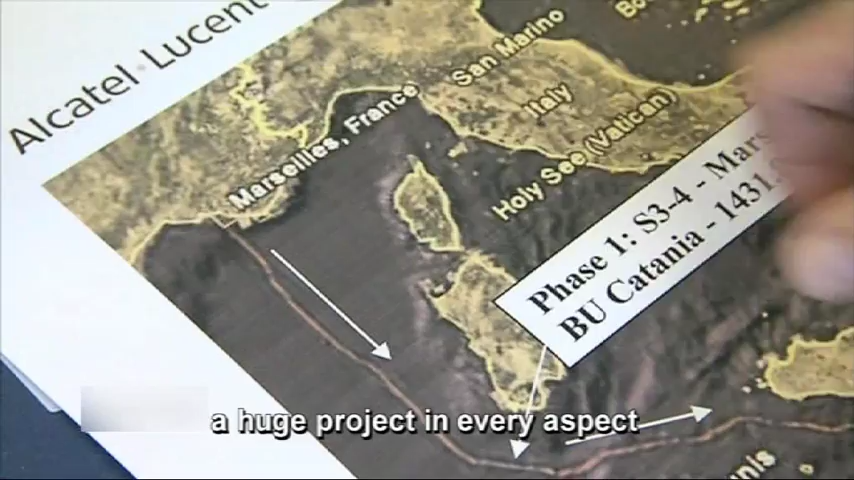 Alcatel·Lucent
San Marino
Marseilles, France
Italy
Holy See (Vatican)
Phase 1: S3-4 - Mars
BU Catania - 1431.
a huge project in every aspect